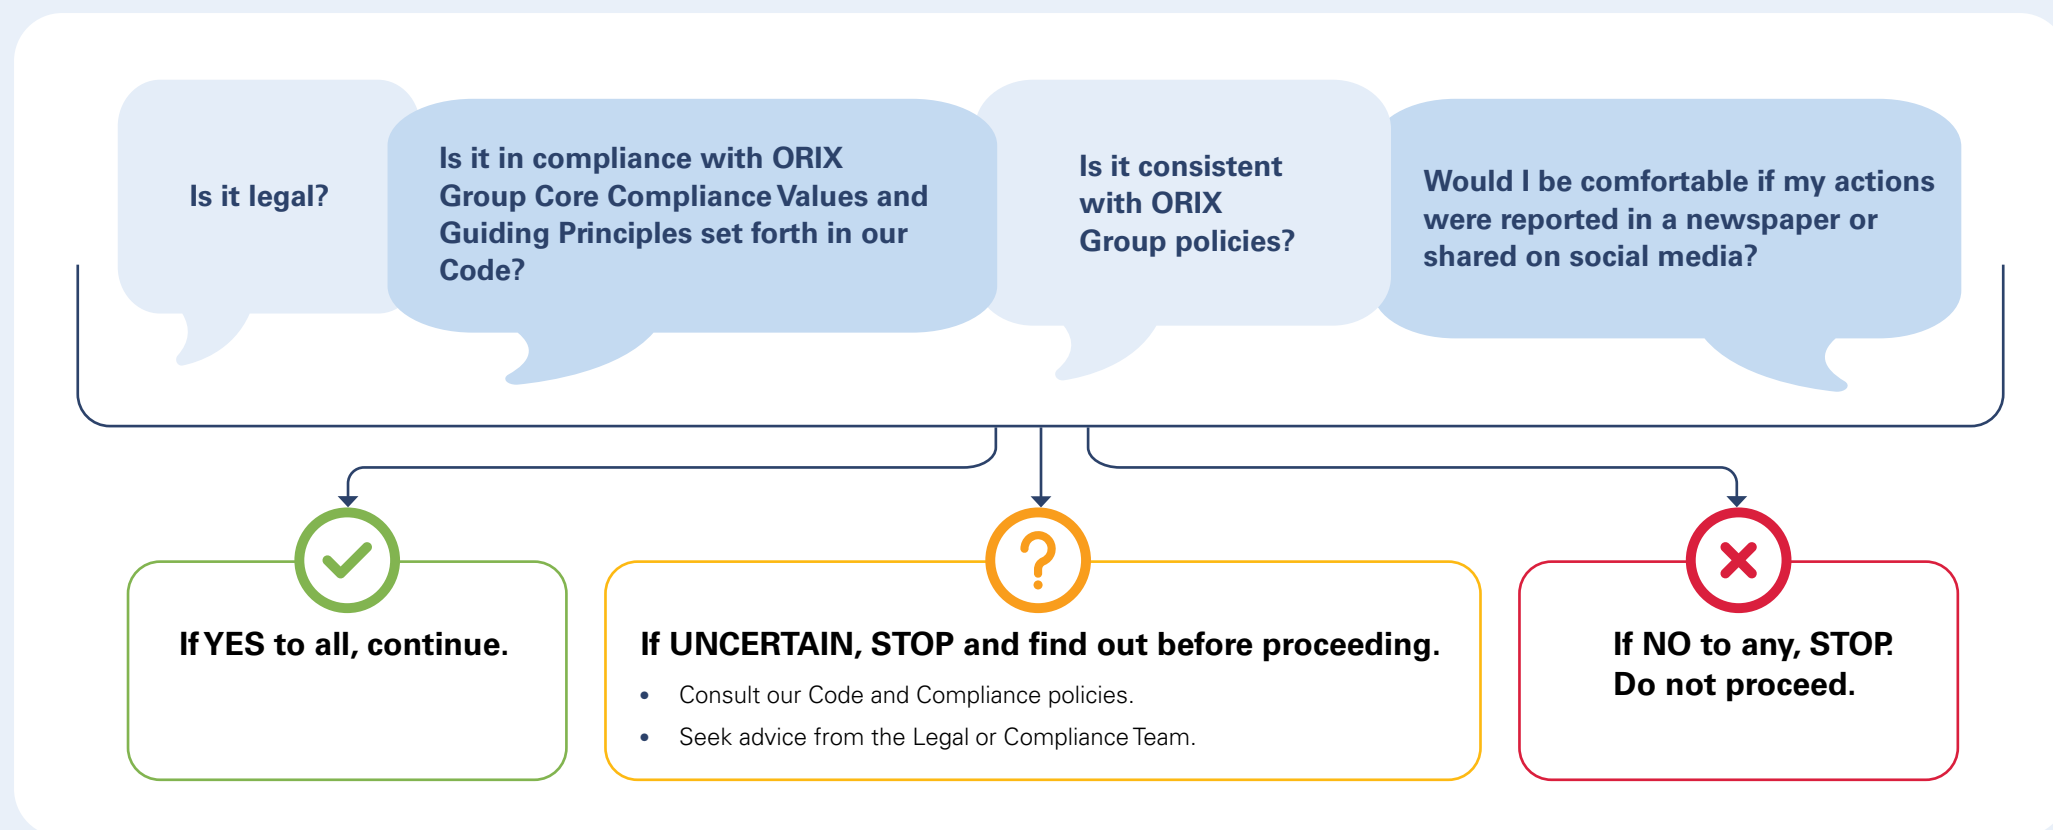 Is it legal?
Is it in compliance with ORIX
Group Core Compliance Values and
Guiding Principles set forth in our
Code?
Is it consistent
with ORIX
Group policies?
Would I be comfortable if my actions
were reported in a newspaper or
shared on social media?
If YES to all, continue.
If UNCERTAIN, STOP and find out before proceeding.
• Consult our Code and Compliance policies.
• Seek advice from the Legal or Compliance Team.
If NO to any, STOP.
Do not proceed.